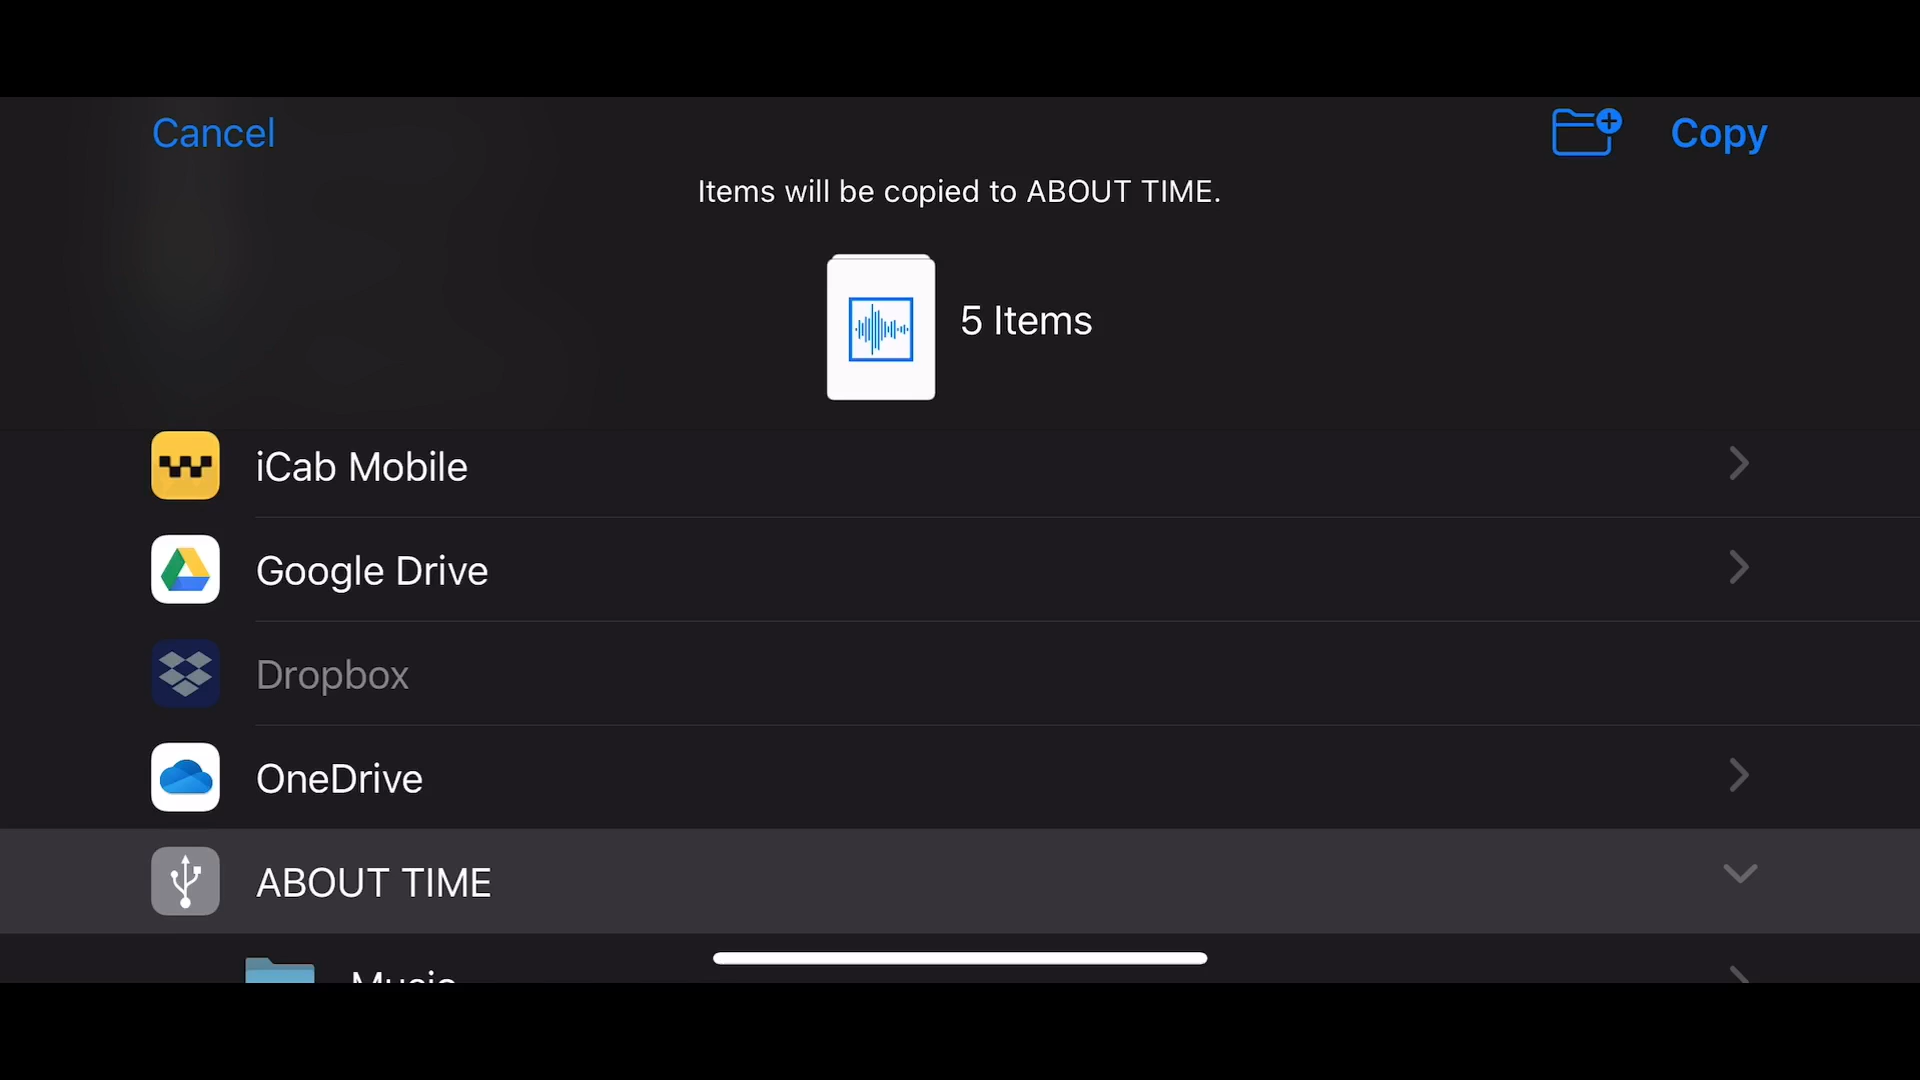 Cancel
Copy
Items will be copied to ABOUT TIME.
5 Items
iCab Mobile
Google Drive
Dropbox
OneDrive
ABOUT TIME
Music